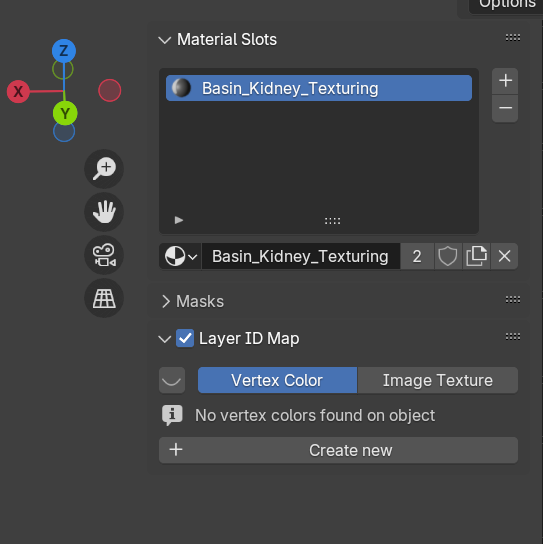 Options
Material Slots
Z
X
Y
Basin_Kidney_Texturing
+
−
Basin_Kidney_Texturing 2
Masks
Layer ID Map
Vertex Color Image Texture
No vertex colors found on object
+ Create new